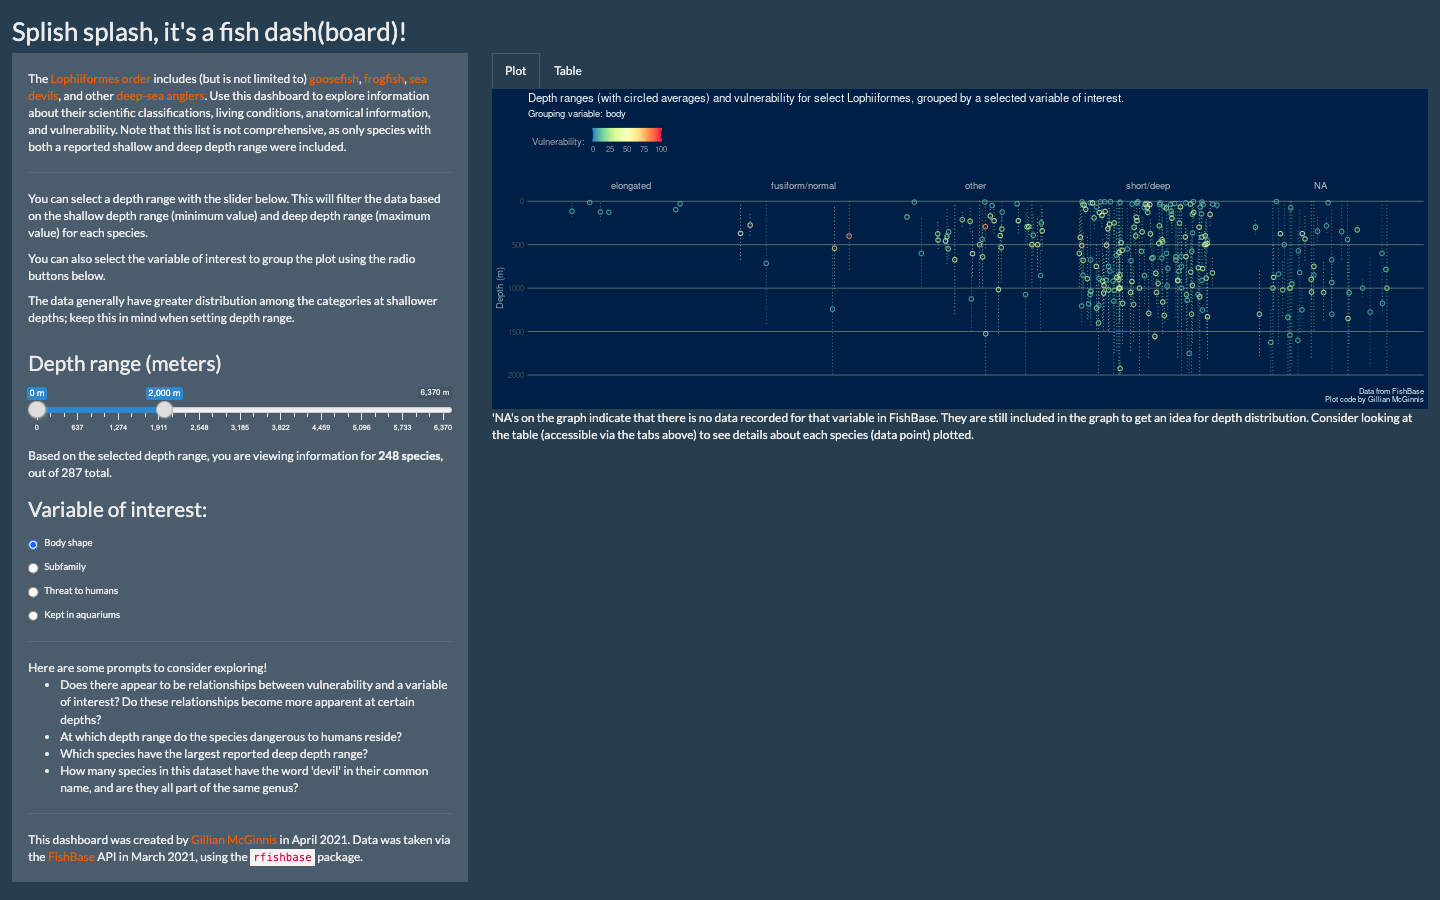 Splish splash, it's a fish dash(board)!
The Lophiiformes order includes (but is not limited to) goosefish, frogfish, sea
devils, and other deep-sea anglers. Use this dashboard to explore information
about their scientific classifications, living conditions, anatomical information,
and vulnerability. Note that this list is not comprehensive, as only species with
both a reported shallow and deep depth range were included.
You can select a depth range with the slider below. This will filter the data based
on the shallow depth range (minimum value) and deep depth range (maximum
value) for each species.
You can also select the variable of interest to group the plot using the radio
buttons below.
The data generally have greater distribution among the categories at shallower
depths; keep this in mind when setting depth range.
Depth range (meters)
0 m 2,000 m 6,370 m
0 637 1,274 1,911 2,548 3,185 3,822 4,459 5,096 5,733 6,370
Based on the selected depth range, you are viewing information for 248 species,
out of 287 total.
Variable of interest:
Body shape
Subfamily
Threat to humans
Kept in aquariums
Here are some prompts to consider exploring!
• Does there appear to be relationships between vulnerability and a variable
of interest? Do these relationships become more apparent at certain
depths?
• At which depth range do the species dangerous to humans reside?
• Which species have the largest reported deep depth range?
• How many species in this dataset have the word 'devil' in their common
name, and are they all part of the same genus?
This dashboard was created by Gillian McGinnis in April 2021. Data was taken via
the FishBase API in March 2021, using the rfishbase package.
Plot Table
Depth ranges (with circled averages) and vulnerability for select Lophiiformes, grouped by a selected variable of interest.
Grouping variable: body
Vulnerability:
0 25 50 75 100
elongated fusiform/normal other short/deep NA
0
500
1000
1500
2000
Depth (m)
Data from FishBase
Plot code by Gillian McGinnis
'NA's on the graph indicate that there is no data recorded for that variable in FishBase. They are still included in the graph to get an idea for depth distribution. Consider looking at
the table (accessible via the tabs above) to see details about each species (data point) plotted.